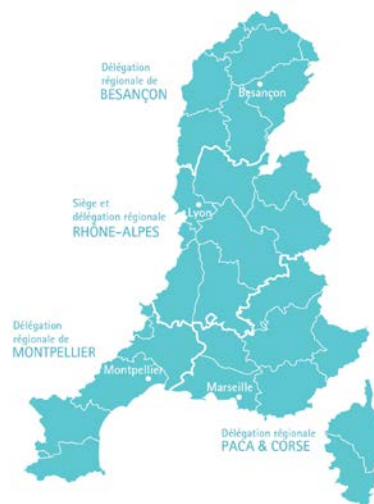 Délégation
régionale de
BESANÇON
Besançon
Siège et
délégation régionale
RHÔNE-ALPES
Lyon
Délégation
régionale de
MONTPELLIER
Montpellier
Marseille
Délégation régionale
PACA & CORSE